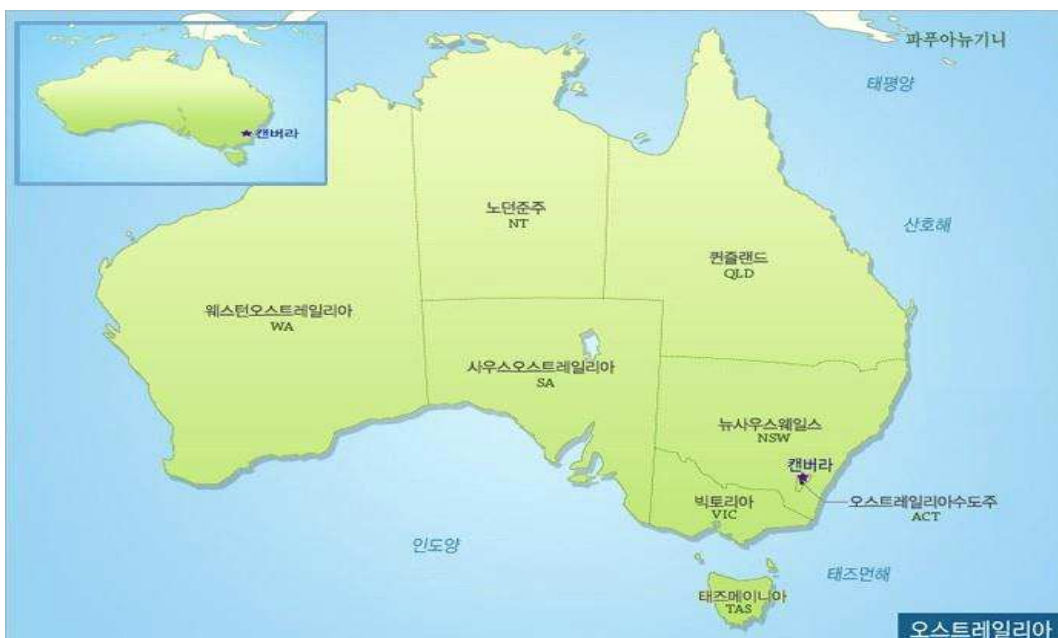 파푸아뉴기니
태평양
캔버라
노던준주
NT
산호해
퀸즐랜드
QLD
웨스턴오스트레일리아
WA
사우스오스트레일리아
SA
뉴사우스웨일스
NSW
캔버라
빅토리아
VIC
오스트레일리아수도주
ACT
인도양
태즈먼해
태즈메이니아
TAS
오스트레일리아